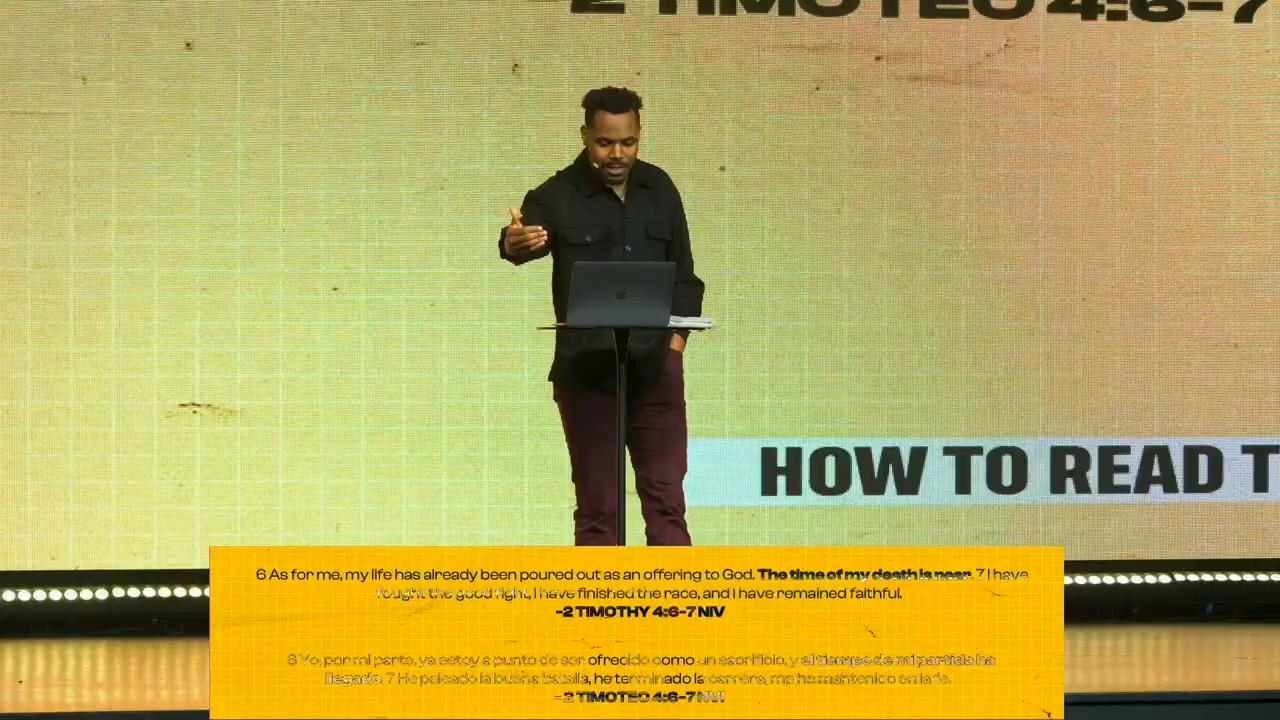 -2 TIMOTEO 4:6-7
HOW TO READ T
6 As for me, my life has already been poured out as an offering to God. The time of my death is near. 7 I have
fought the good fight, I have finished the race, and I have remained faithful.
-2 TIMOTHY 4:6-7 NIV
6 Yo, por mi parte, ya estoy a punto de ser ofrecido como un sacrificio, y el tiempo de mi partida ha
llegado. 7 He peleado la buena batalla, he terminado la carrera, me he mantenido en la fe.
-2 TIMOTEO 4:6-7 NVI